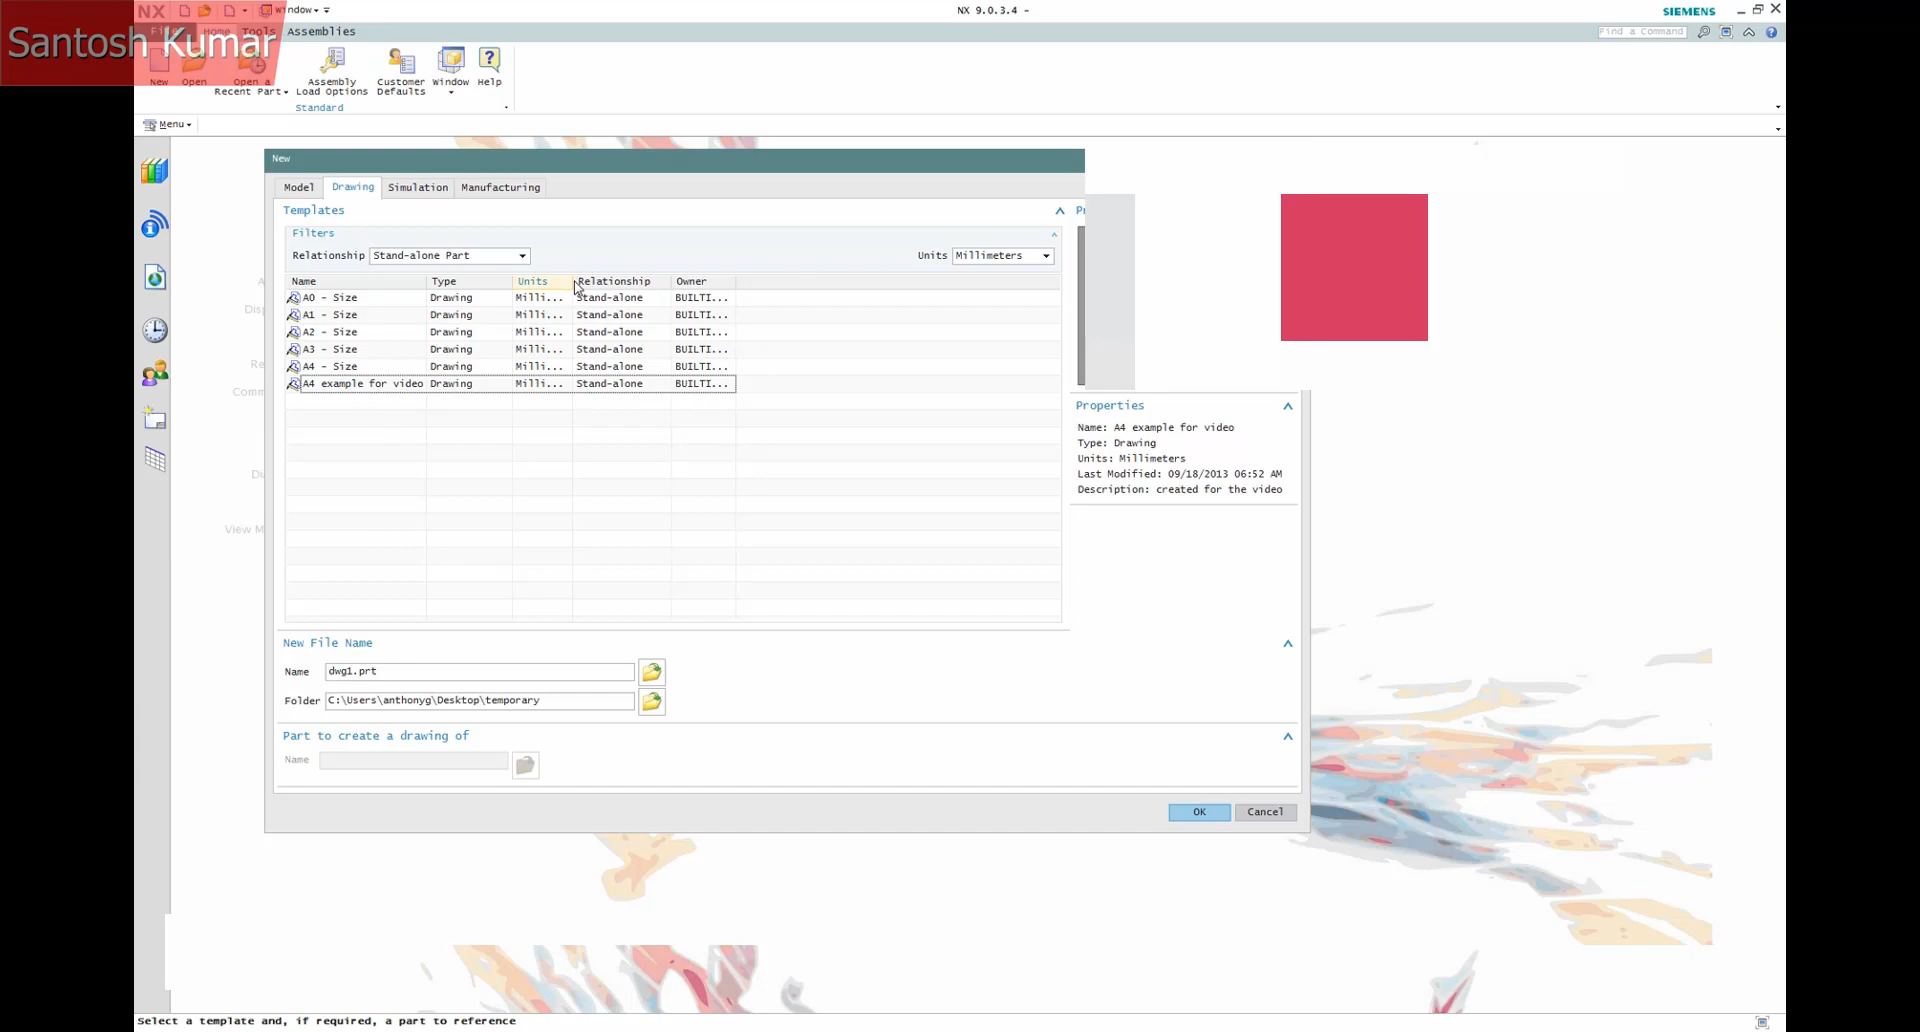 NX Window NX 9.0.3.4 - SIEMENS
Santosh Kumar
File Home Tools Assemblies Find a Command
New Open Open a Recent Part Assembly Load Options Customer Defaults Window Help
Standard
Menu
New
Model Drawing Simulation Manufacturing
Templates
Filters
Relationship Stand-alone Part Units Millimeters
Name Type Units Relationship Owner
A0 - Size Drawing Milli... Stand-alone BUILTI...
A1 - Size Drawing Milli... Stand-alone BUILTI...
A2 - Size Drawing Milli... Stand-alone BUILTI...
A3 - Size Drawing Milli... Stand-alone BUILTI...
A4 - Size Drawing Milli... Stand-alone BUILTI...
A4 example for video Drawing Milli... Stand-alone BUILTI...
Properties
Name: A4 example for video
Type: Drawing
Units: Millimeters
Last Modified: 09/18/2013 06:52 AM
Description: created for the video
View M
New File Name
Name dwg1.prt
Folder C:\Users\anthonyg\Desktop\temporary
Part to create a drawing of
Name
OK Cancel
Select a template and, if required, a part to reference